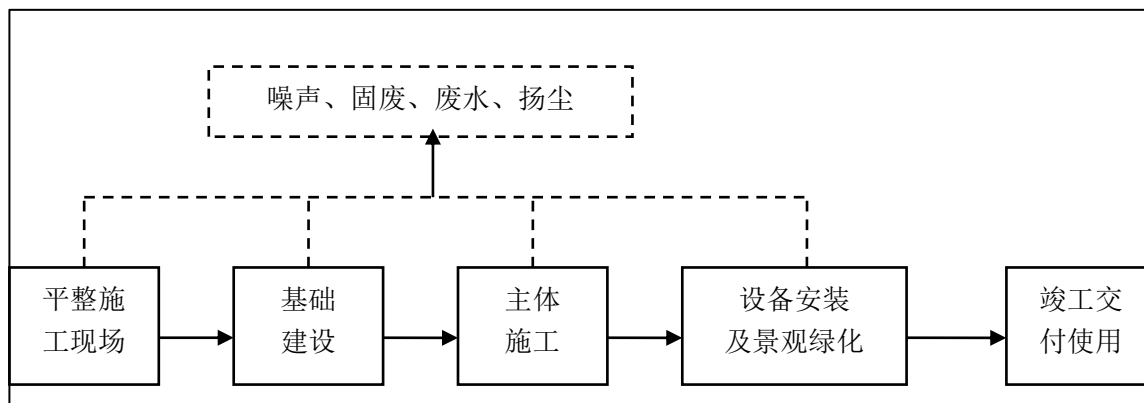 噪声、固废、废水、扬尘
平整施
工现场
基础
建设
主体
施工
设备安装
及景观绿化
竣工交
付使用